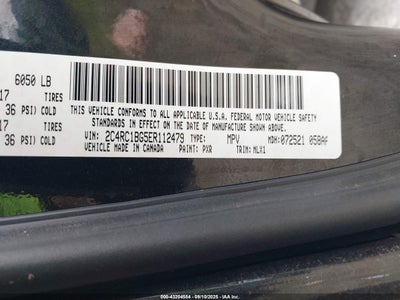 6050 LB
17 TIRES
36 PSI) COLD
17 TIRES
36 PSI) COLD
THIS VEHICLE CONFORMS TO ALL APPLICABLE U.S.A. FEDERAL MOTOR VEHICLE SAFETY
STANDARDS IN EFFECT ON THE DATE OF MANUFACTURE SHOWN ABOVE.
VIN: 2C4RC1BG5ER112479 TYPE: MPV MDH:072521 058AF
VEHICLE MADE IN CANADA PAINT: PXR TRIM:MLX1
000-43204554 - 09/10/2025 - IAA Inc. (US)